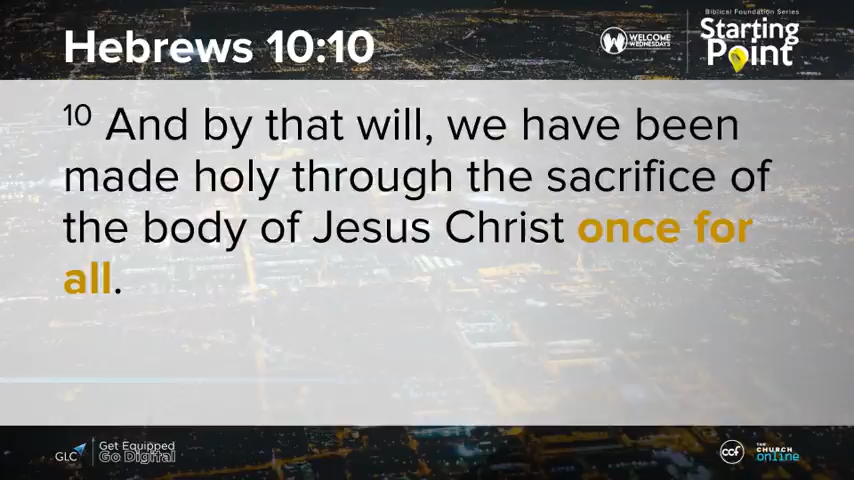 Hebrews 10:10
WELCOME
WEDNESDAYS
Biblical Foundation Series
Starting
Point
10 And by that will, we have been
made holy through the sacrifice of
the body of Jesus Christ once for
all.
GLC
Get Equipped
Go Digital
ccf
THE
CHURCH
online